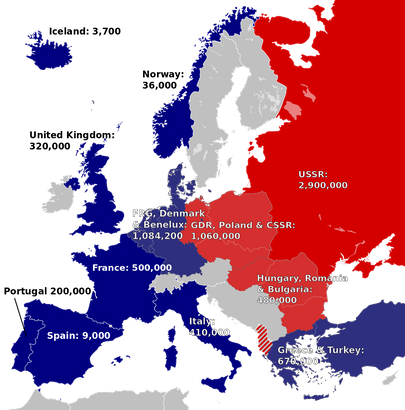 Iceland: 3,700
Norway:
36,000
United Kingdom:
320,000
USSR:
2,900,000
FRG, Denmark
& Benelux:
1,084,200
GDR, Poland & CSSR:
1,060,000
France: 500,000
Hungary, Romania
& Bulgaria:
480,000
Portugal 200,000
Spain: 9,000
Italy:
410,000
Greece & Turkey: